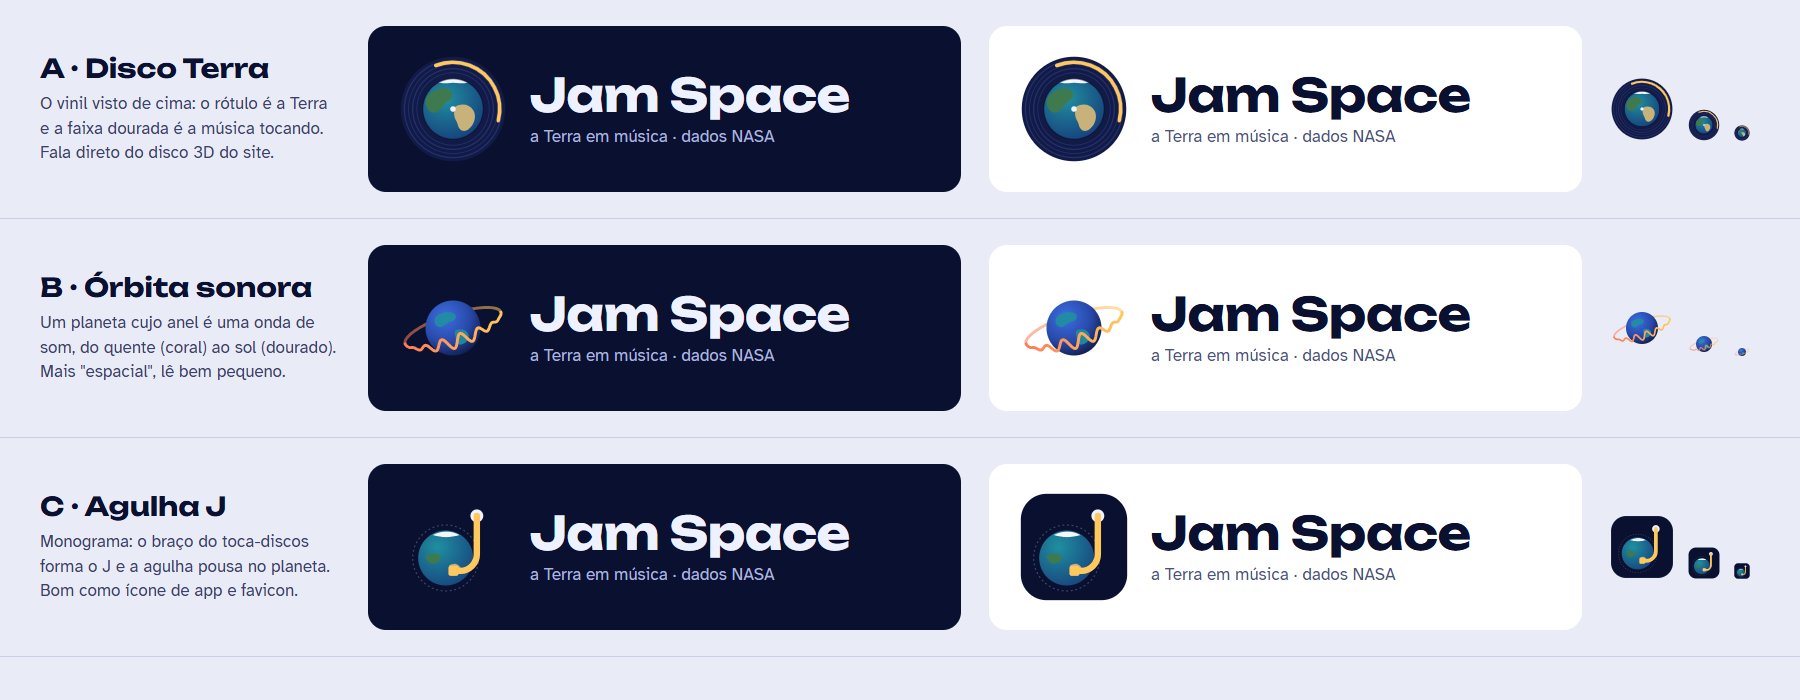 A · Disco Terra
O vinil visto de cima: o rótulo é a Terra
e a faixa dourada é a música tocando.
Fala direto do disco 3D do site.
Jam Space
a Terra em música · dados NASA
Jam Space
a Terra em música · dados NASA
B · Órbita sonora
Um planeta cujo anel é uma onda de
som, do quente (coral) ao sol (dourado).
Mais "espacial", lê bem pequeno.
Jam Space
a Terra em música · dados NASA
Jam Space
a Terra em música · dados NASA
C · Agulha J
Monograma: o braço do toca-discos
forma o J e a agulha pousa no planeta.
Bom como ícone de app e favicon.
Jam Space
a Terra em música · dados NASA
Jam Space
a Terra em música · dados NASA